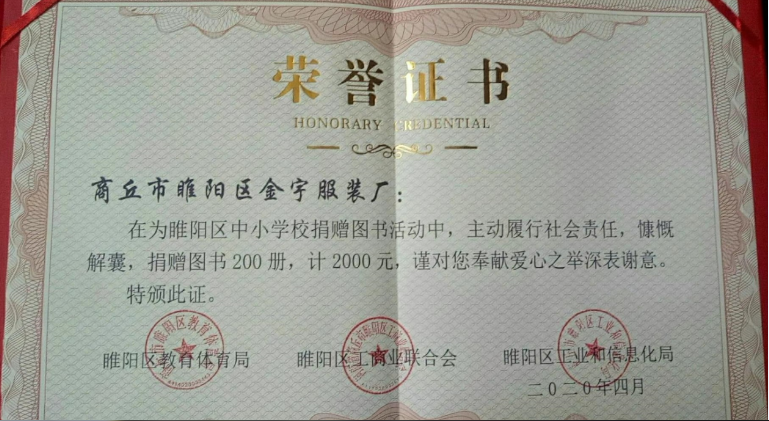 荣誉证书
HONORARY CREDENTIAL
商丘市睢阳区金宇服装厂：
在为睢阳区中小学校捐赠图书活动中，主动履行社会责任，慷慨
解囊，捐赠图书200册，计2000元，谨对您奉献爱心之举深表谢意。
特颁此证。
睢阳区教育体育局 睢阳区工商业联合会 睢阳区工业和信息化局
二〇二〇年四月